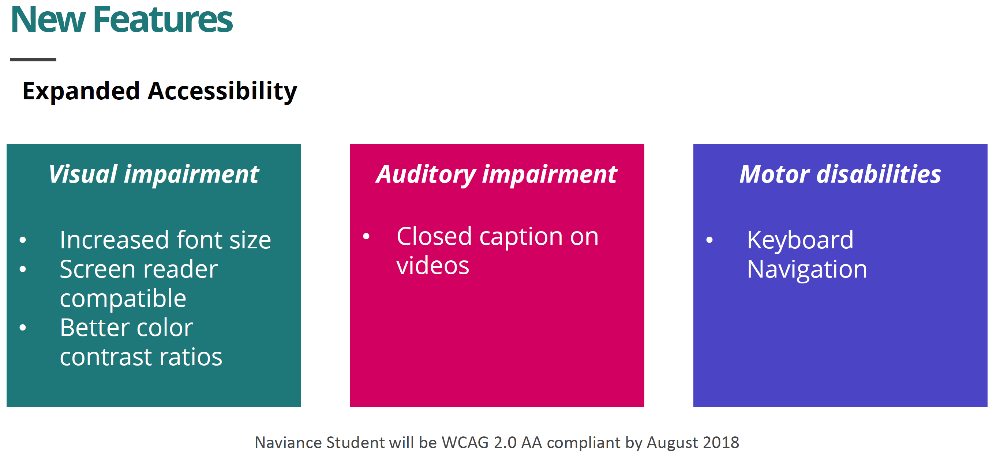 New Features
Expanded Accessibility
Visual impairment
• Increased font size
• Screen reader
compatible
• Better color
contrast ratios
Auditory impairment
• Closed caption on
videos
Motor disabilities
• Keyboard
Navigation
Naviance Student will be WCAG 2.0 AA compliant by August 2018